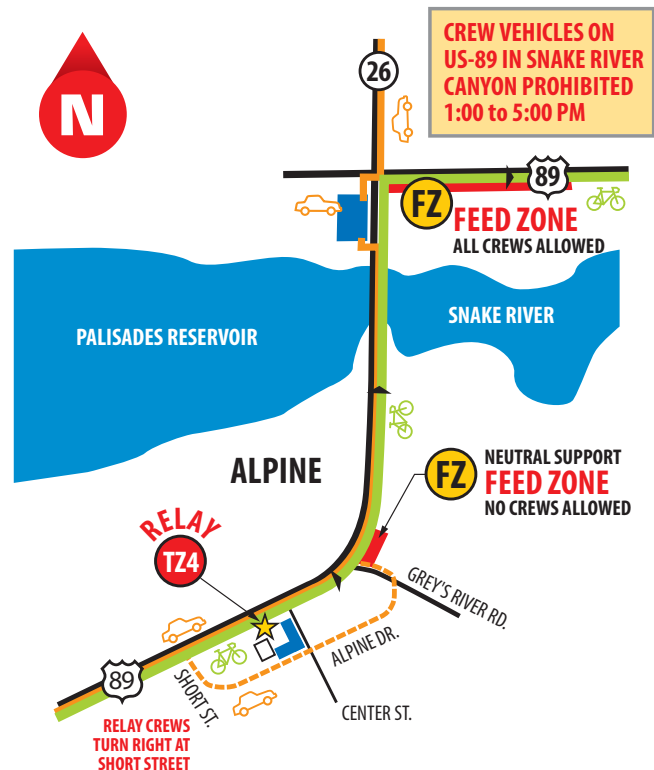 N
26
CREW VEHICLES ON
US-89 IN SNAKE RIVER
CANYON PROHIBITED
1:00 to 5:00 PM
89
FZ
FEED ZONE
ALL CREWS ALLOWED
PALISADES RESERVOIR
SNAKE RIVER
ALPINE
FZ
NEUTRAL SUPPORT
FEED ZONE
NO CREWS ALLOWED
RELAY
TZ4
GREY'S RIVER RD.
ALPINE DR.
SHORT ST.
CENTER ST.
89
RELAY CREWS
TURN RIGHT AT
SHORT STREET